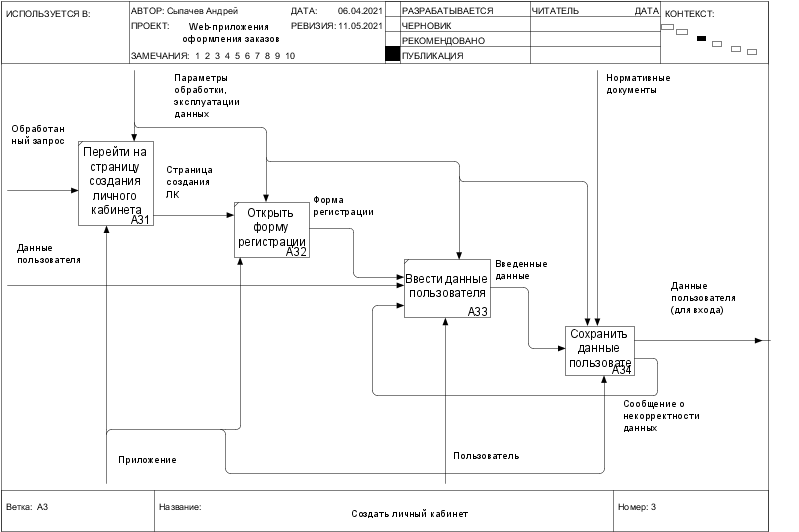 ИСПОЛЬЗУЕТСЯ В:
АВТОР: Сыпачев Андрей
ДАТА: 06.04.2021
ПРОЕКТ: Web-приложения
оформления заказов
РЕВИЗИЯ: 11.05.2021
ЗАМЕЧАНИЯ: 1 2 3 4 5 6 7 8 9 10
РАЗРАБАТЫВАЕТСЯ
ЧЕРНОВИК
РЕКОМЕНДОВАНО
ПУБЛИКАЦИЯ
ЧИТАТЕЛЬ ДАТА
КОНТЕКСТ:
Параметры
обработки,
эксплуатации
данных
Нормативные
документы
Обработан
ный запрос
Перейти на
страницу
создания
личного
кабинета
A31
Страница
создания
ЛК
Открыть
форму
регистрации
A32
Форма
регистрации
Данные
пользователя
Ввести данные
пользователя
A33
Введенные
данные
Данные
пользователя
(для входа)
Сохранить
данные
пользовате
A34
Сообщение о
некорректности
данных
Приложение
Пользователь
Ветка: A3
Название:
Создать личный кабинет
Номер: 3